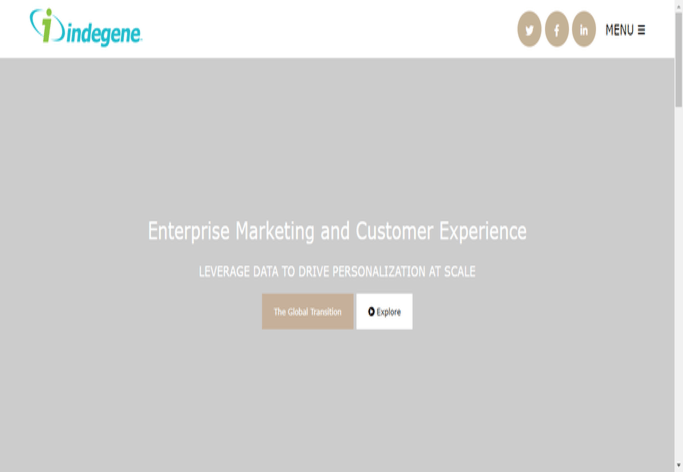 indegene
MENU
Enterprise Marketing and Customer Experience
LEVERAGE DATA TO DRIVE PERSONALIZATION AT SCALE
The Global Transition
Explore